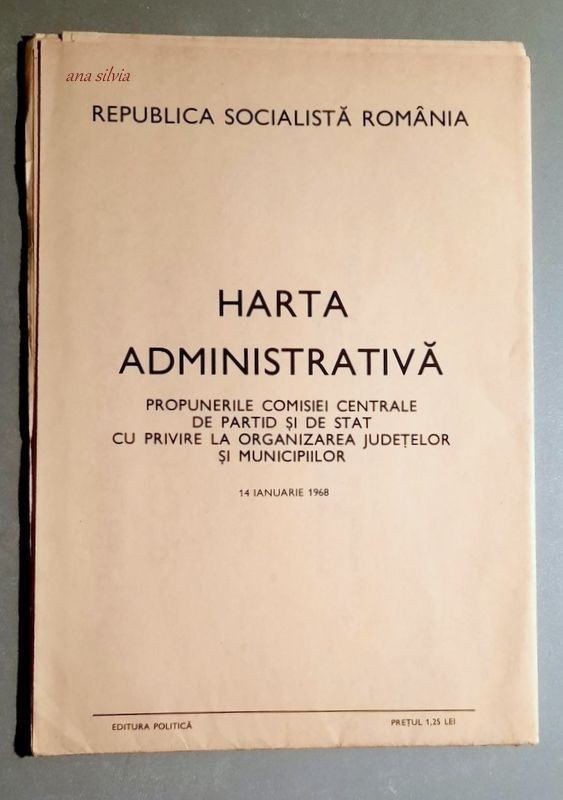 ana silvia
REPUBLICA SOCIALISTĂ ROMÂNIA
HARTA
ADMINISTRATIVĂ
PROPUNERILE COMISIEI CENTRALE
DE PARTID ȘI DE STAT
CU PRIVIRE LA ORGANIZAREA JUDEȚELOR
ȘI MUNICIPIILOR
14 IANUARIE 1968
EDITURA POLITICĂ
PREȚUL 1,25 LEI